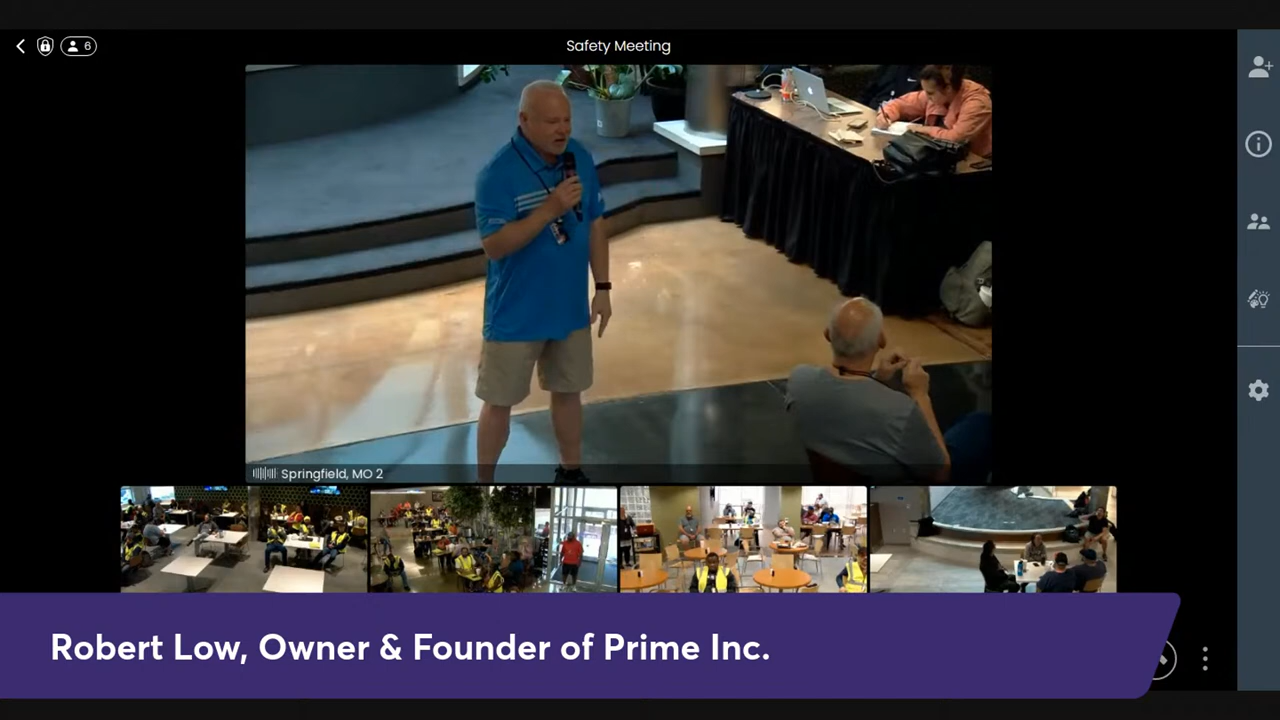 6
Safety Meeting
Springfield, MO 2
Robert Low, Owner & Founder of Prime Inc.